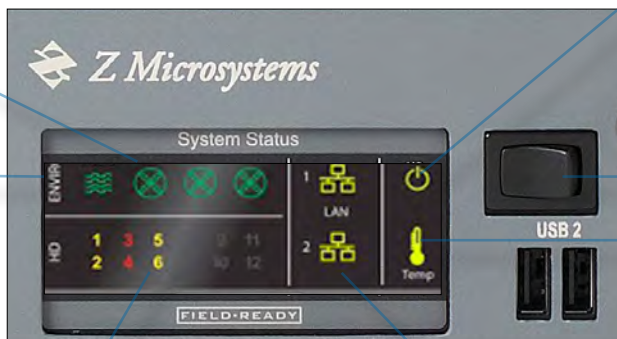 Z Microsystems
System Status
ENVIR
1
LAN
2
HD
1 3 5 9 11
2 4 6 10 12
Temp
USB 2
FIELD-READY